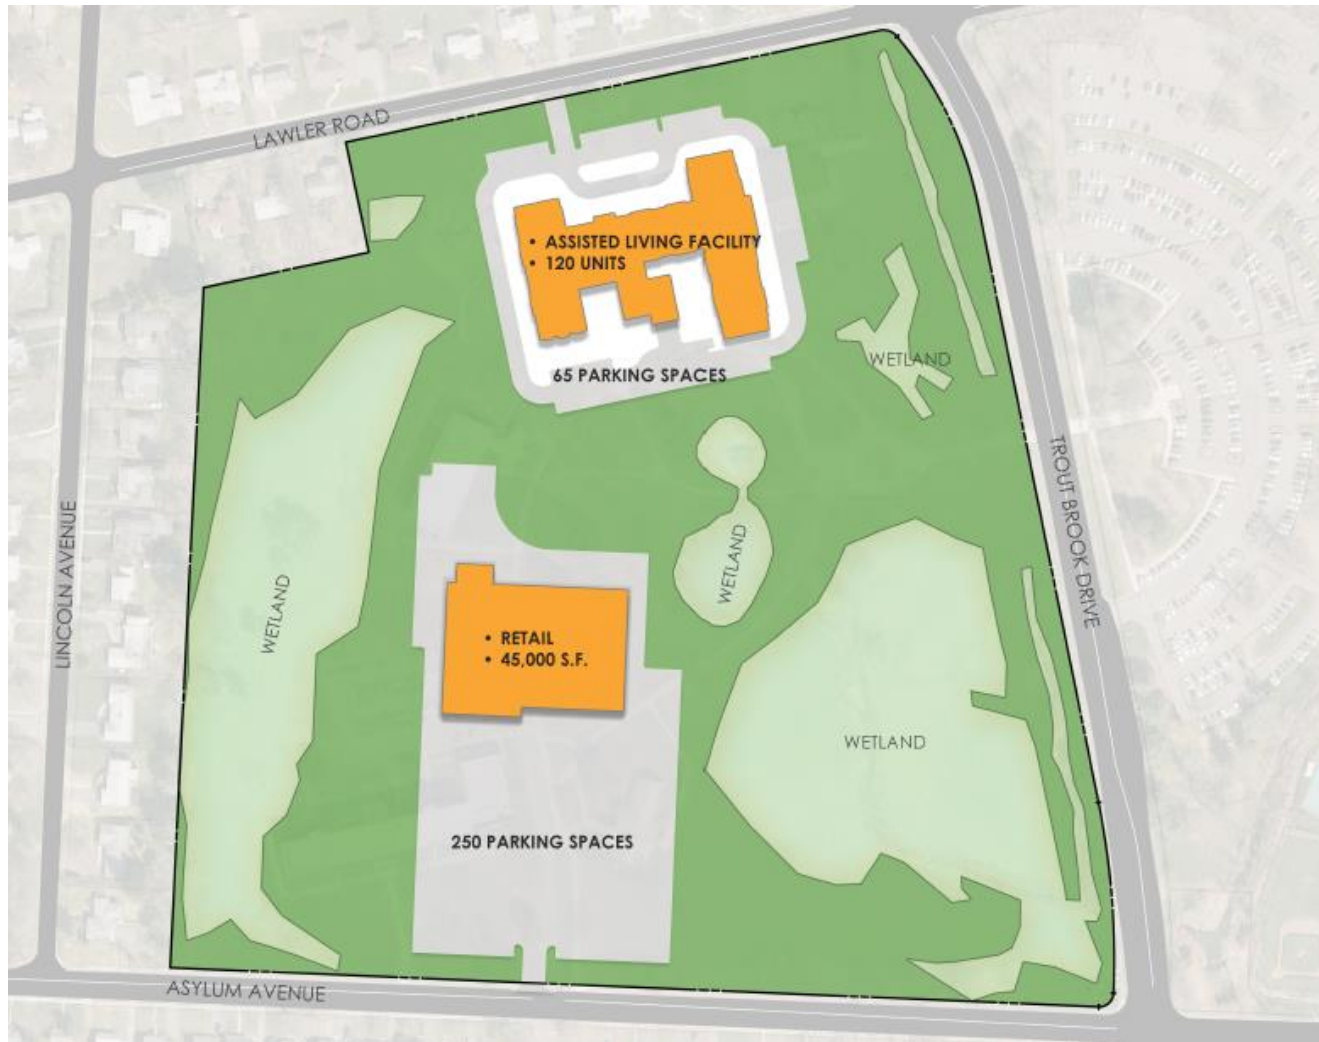 LAWLER ROAD
• ASSISTED LIVING FACILITY
• 120 UNITS
65 PARKING SPACES
WETLAND
TROUT BROOK DRIVE
WETLAND
LINCOLN AVENUE
WETLAND
• RETAIL
• 45,000 S.F.
WETLAND
250 PARKING SPACES
ASYLUM AVENUE